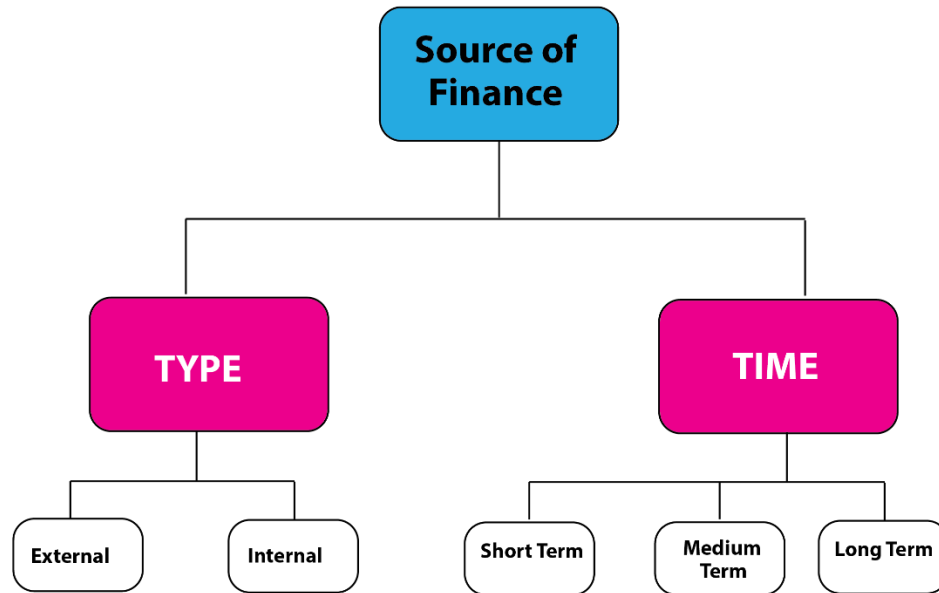 Source of
Finance
TYPE
TIME
External
Internal
Short Term
Medium
Term
Long Term